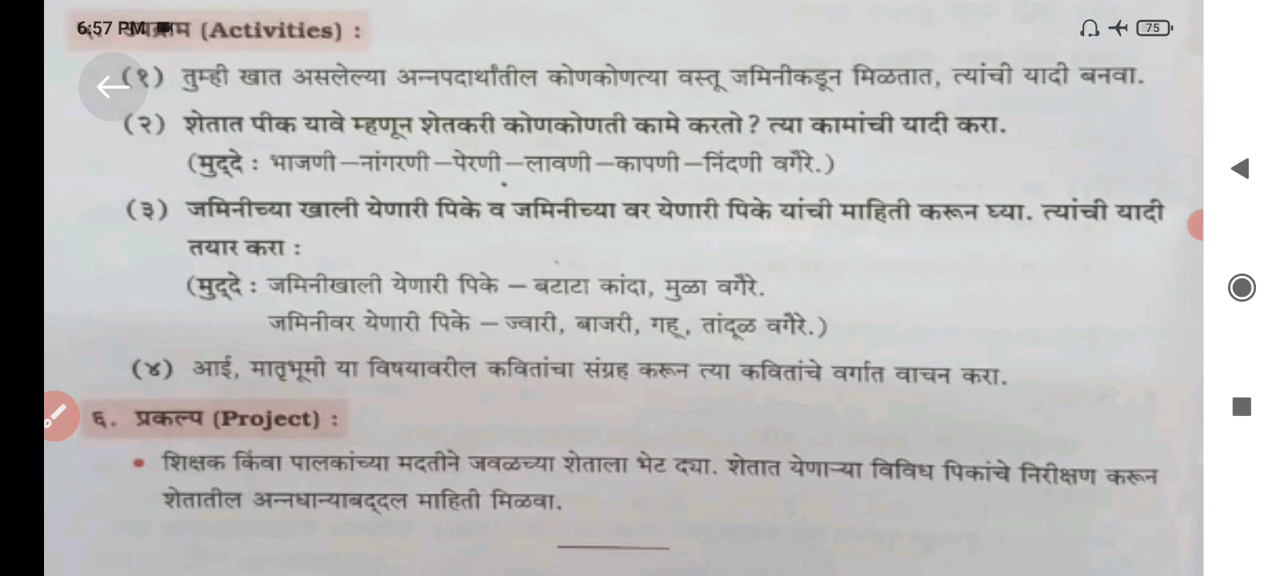 6:57 PM
75
उपक्रम (Activities) :
(१) तुम्ही खात असलेल्या अन्नपदार्थांतील कोणकोणत्या वस्तू जमिनीकडून मिळतात, त्यांची यादी बनवा.
(२) शेतात पीक यावे म्हणून शेतकरी कोणकोणती कामे करतो? त्या कामांची यादी करा.
(मुद्दे : भाजणी – नांगरणी – पेरणी – लावणी – कापणी – निंदणी वगैरे.)
(३) जमिनीच्या खाली येणारी पिके व जमिनीच्या वर येणारी पिके यांची माहिती करून घ्या. त्यांची यादी
तयार करा :
(मुद्दे : जमिनीखाली येणारी पिके – बटाटा कांदा, मुळा वगैरे.
जमिनीवर येणारी पिके – ज्वारी, बाजरी, गहू, तांदूळ वगैरे.)
(४) आई, मातृभूमी या विषयावरील कवितांचा संग्रह करून त्या कवितांचे वर्गात वाचन करा.
६. प्रकल्प (Project) :
• शिक्षक किंवा पालकांच्या मदतीने जवळच्या शेताला भेट द्या. शेतात येणाऱ्या विविध पिकांचे निरीक्षण करून
शेतातील अन्नधान्याबद्दल माहिती मिळवा.